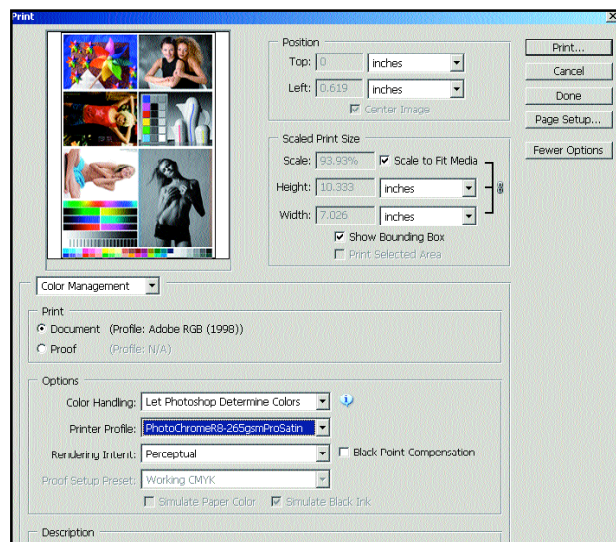 Print
Position
Top: 0 inches
Left: 0.619 inches
Center Image
Scaled Print Size
Scale: 93.93% Scale to Fit Media
Height: 10.333 inches
Width: 7.026 inches
Show Bounding Box
Print Selected Area
Print...
Cancel
Done
Page Setup...
Fewer Options
Color Management
Print
Document (Profile: Adobe RGB (1998))
Proof (Profile: N/A)
Options
Color Handling: Let Photoshop Determine Colors
Printer Profile: PhotoChromeR8-265gsmProSatin
Rendering Intent: Perceptual Black Point Compensation
Proof Setup Preset: Working CMYK
Simulate Paper Color Simulate Black Ink
Description